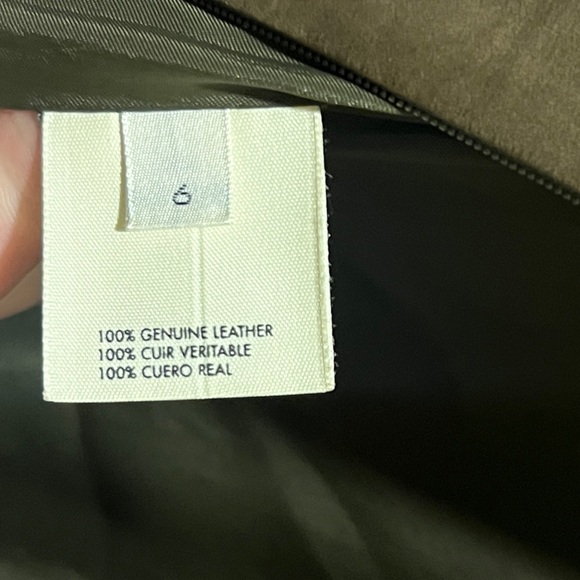 6
100% GENUINE LEATHER
100% CUIR VERITABLE
100% CUERO REAL